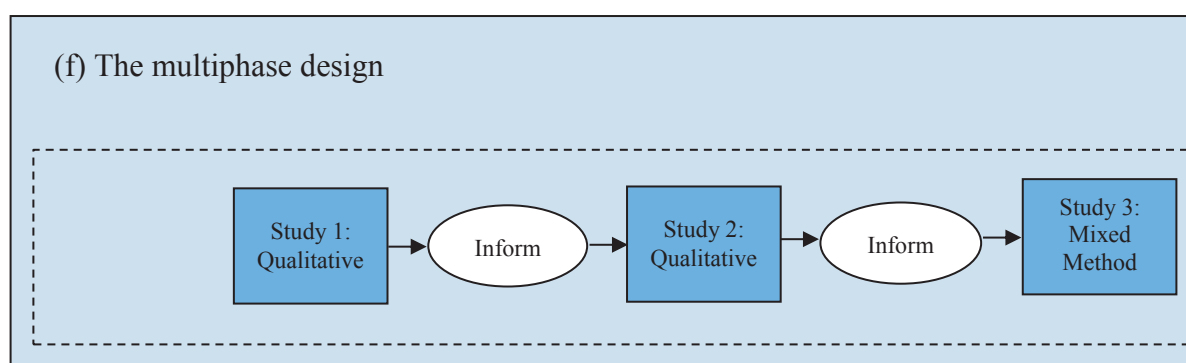 (f) The multiphase design
Study 1:
Qualitative
Inform
Study 2:
Qualitative
Inform
Study 3:
Mixed
Method